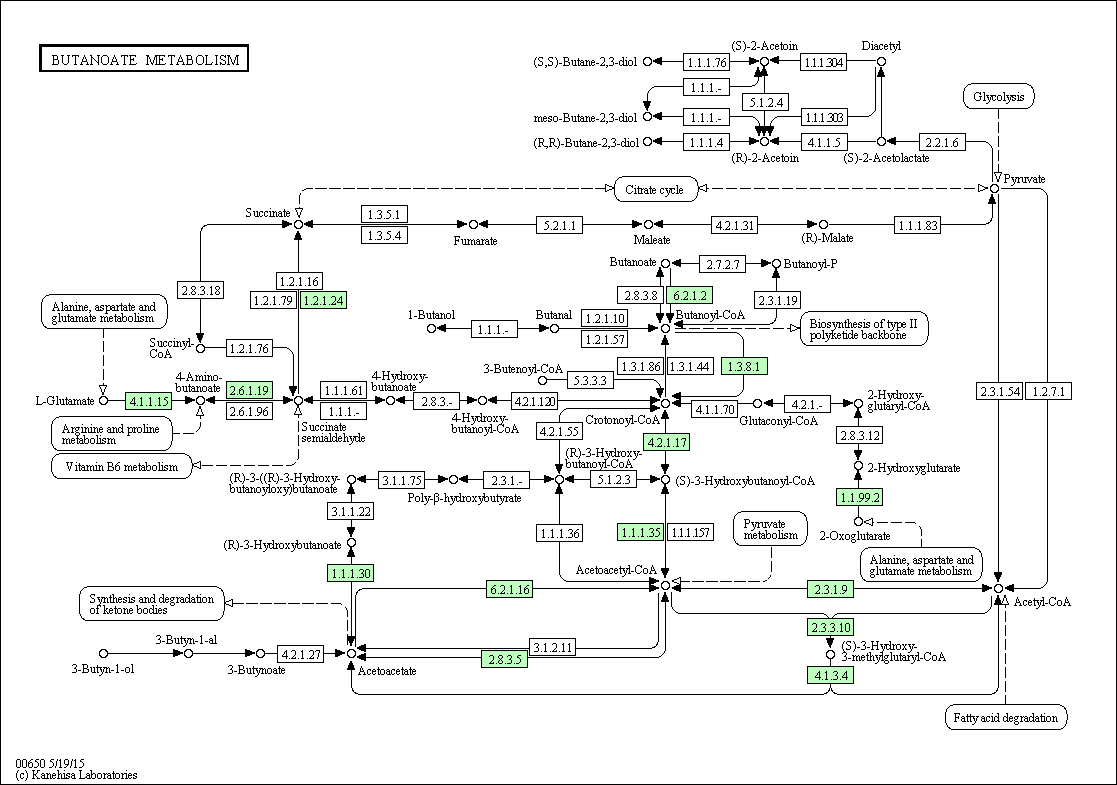 BUTANOATE METABOLISM
(S)-2-Acetoin
Diacetyl
(S,S)-Butane-2,3-diol
1.1.1.76
1.1.1.304
1.1.1.-
5.1.2.4
Glycolysis
meso-Butane-2,3-diol
1.1.1.-
1.1.1.303
(R,R)-Butane-2,3-diol
1.1.1.4
4.1.1.5
2.2.1.6
(R)-2-Acetoin
(S)-2-Acetolactate
Pyruvate
Citrate cycle
Succinate
1.3.5.1
1.3.5.4
Fumarate
5.2.1.1
Maleate
4.2.1.31
(R)-Malate
1.1.1.83
Butanoate
2.7.2.7
Butanoyl-P
2.8.3.18
1.2.1.16
1.2.1.79
1.2.1.24
2.8.3.8
6.2.1.2
2.3.1.19
Alanine, aspartate and
glutamate metabolism
1-Butanol
1.1.1.-
Butanal
1.2.1.10
1.2.1.57
Butanoyl-CoA
Biosynthesis of type II
polyketide backbone
Succinyl-
CoA
1.2.1.76
3-Butenoyl-CoA
5.3.3.3
1.3.1.86
1.3.1.44
1.3.8.1
4-Amino-
butanoate
4-Hydroxy-
butanoate
L-Glutamate
4.1.1.15
2.6.1.19
2.6.1.96
1.1.1.61
1.1.1.-
2.8.3.-
4.2.1.120
4-Hydroxy-
butanoyl-CoA
Crotonoyl-CoA
4.1.1.70
Glutaconyl-CoA
4.2.1.-
2-Hydroxy-
glutaryl-CoA
2.3.1.54
1.2.7.1
Arginine and proline
metabolism
Succinate
semialdehyde
4.2.1.55
4.2.1.17
2.8.3.12
Vitamin B6 metabolism
(R)-3-Hydroxy-
butanoyl-CoA
2-Hydroxyglutarate
(R)-3-((R)-3-Hydroxy-
butanoyloxy)butanoate
3.1.1.75
Poly-β-hydroxybutyrate
2.3.1.-
5.1.2.3
(S)-3-Hydroxybutanoyl-CoA
1.1.99.2
3.1.1.22
1.1.1.36
1.1.1.35
1.1.1.157
Pyruvate
metabolism
2-Oxoglutarate
(R)-3-Hydroxybutanoate
Alanine, aspartate and
glutamate metabolism
1.1.1.30
Acetoacetyl-CoA
6.2.1.16
2.3.1.9
Acetyl-CoA
Synthesis and degradation
of ketone bodies
2.3.3.10
3-Butyn-1-al
3-Butyn-1-ol
3-Butynoate
4.2.1.27
Acetoacetate
3.1.2.11
2.8.3.5
(S)-3-Hydroxy-
3-methylglutaryl-CoA
4.1.3.4
Fatty acid degradation
00650 5/19/15
(c) Kanehisa Laboratories